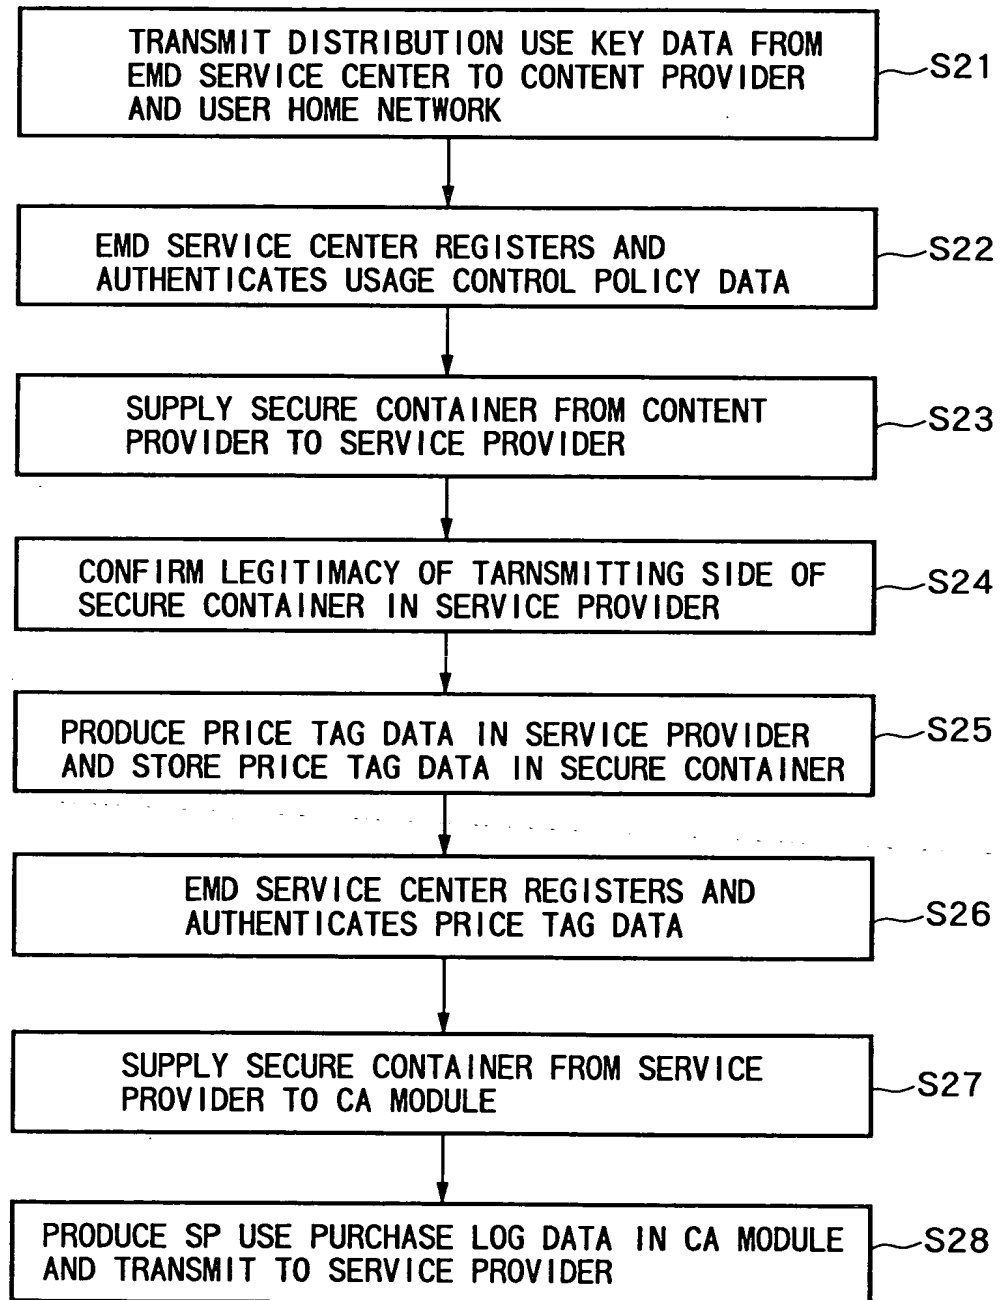 TRANSMIT DISTRIBUTION USE KEY DATA FROM
EMD SERVICE CENTER TO CONTENT PROVIDER
AND USER HOME NETWORK
S21
EMD SERVICE CENTER REGISTERS AND
AUTHENTICATES USAGE CONTROL POLICY DATA
S22
SUPPLY SECURE CONTAINER FROM CONTENT
PROVIDER TO SERVICE PROVIDER
S23
CONFIRM LEGITIMACY OF TARNSMITTING SIDE OF
SECURE CONTAINER IN SERVICE PROVIDER
S24
PRODUCE PRICE TAG DATA IN SERVICE PROVIDER
AND STORE PRICE TAG DATA IN SECURE CONTAINER
S25
EMD SERVICE CENTER REGISTERS AND
AUTHENTICATES PRICE TAG DATA
S26
SUPPLY SECURE CONTAINER FROM SERVICE
PROVIDER TO CA MODULE
S27
PRODUCE SP USE PURCHASE LOG DATA IN CA MODULE
AND TRANSMIT TO SERVICE PROVIDER
S28